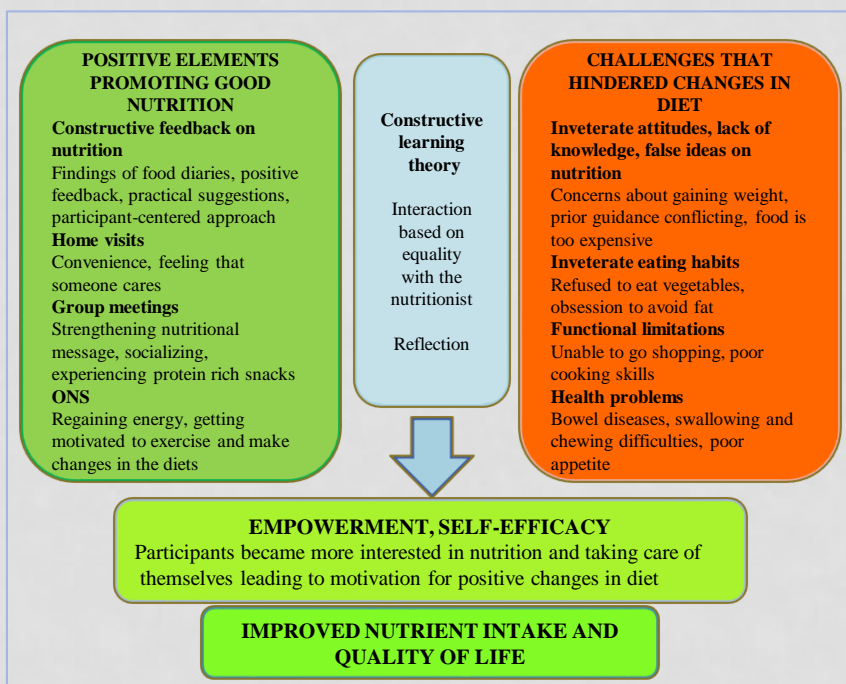 POSITIVE ELEMENTS
PROMOTING GOOD
NUTRITION
Constructive feedback on
nutrition
Findings of food diaries, positive
feedback, practical suggestions,
participant-centered approach
Home visits
Convenience, feeling that
someone cares
Group meetings
Strengthening nutritional
message, socializing,
experiencing protein rich snacks
ONS
Regaining energy, getting
motivated to exercise and make
changes in the diets
Constructive
learning
theory
Interaction
based on
equality
with the
nutritionist
Reflection
CHALLENGES THAT
HINDERED CHANGES IN
DIET
Inveterate attitudes, lack of
knowledge, false ideas on
nutrition
Concerns about gaining weight,
prior guidance conflicting, food is
too expensive
Inveterate eating habits
Refused to eat vegetables,
obsession to avoid fat
Functional limitations
Unable to go shopping, poor
cooking skills
Health problems
Bowel diseases, swallowing and
chewing difficulties, poor
appetite
EMPOWERMENT, SELF-EFFICACY
Participants became more interested in nutrition and taking care of
themselves leading to motivation for positive changes in diet
IMPROVED NUTRIENT INTAKE AND
QUALITY OF LIFE